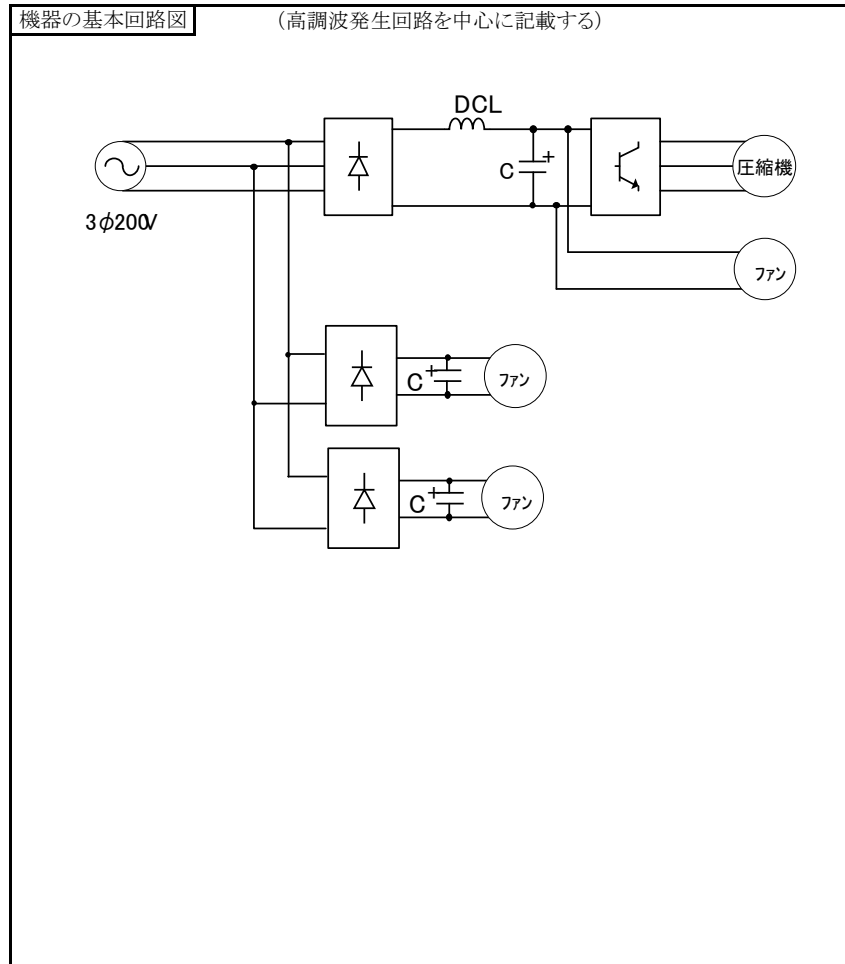 機器の基本回路図
(高調波発生回路を中心に記載する)
DCL
C
+
圧縮機
3φ200V
ファン
C
+
ファン
C
+
ファン